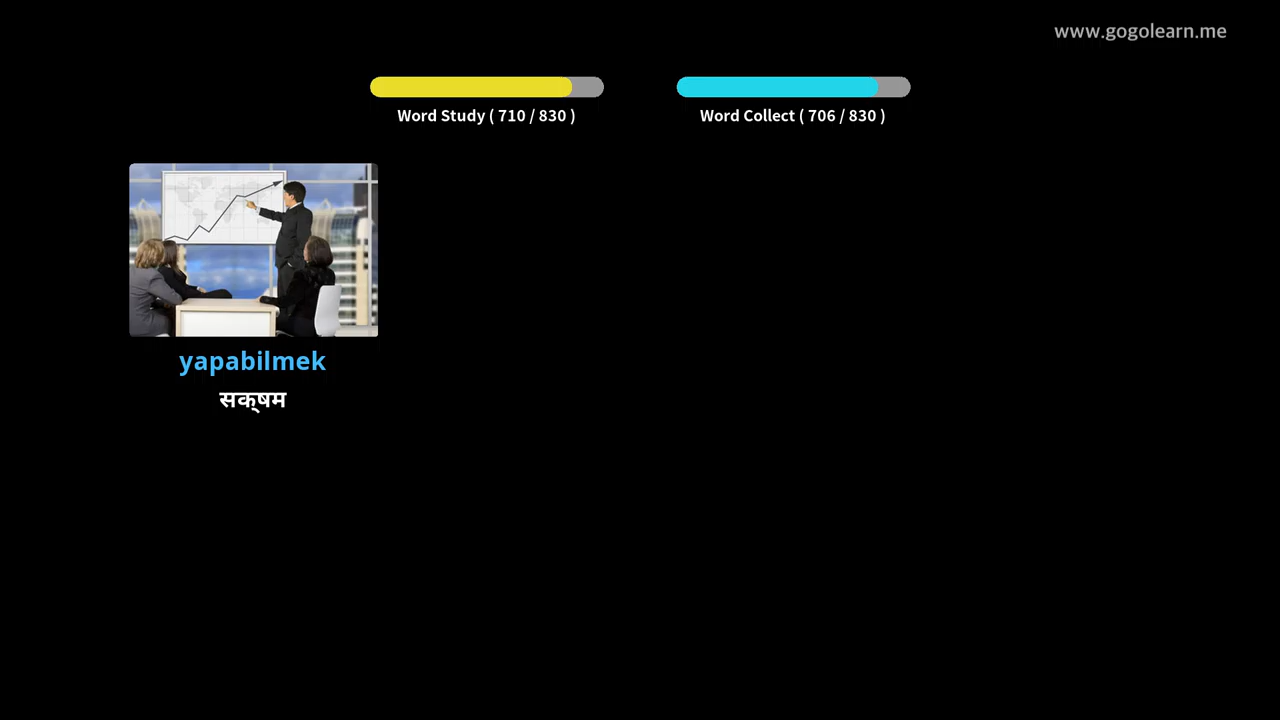 www.gogolearn.me
Word Study ( 710 / 830 )
Word Collect ( 706 / 830 )
yapabilmek
सक्षम